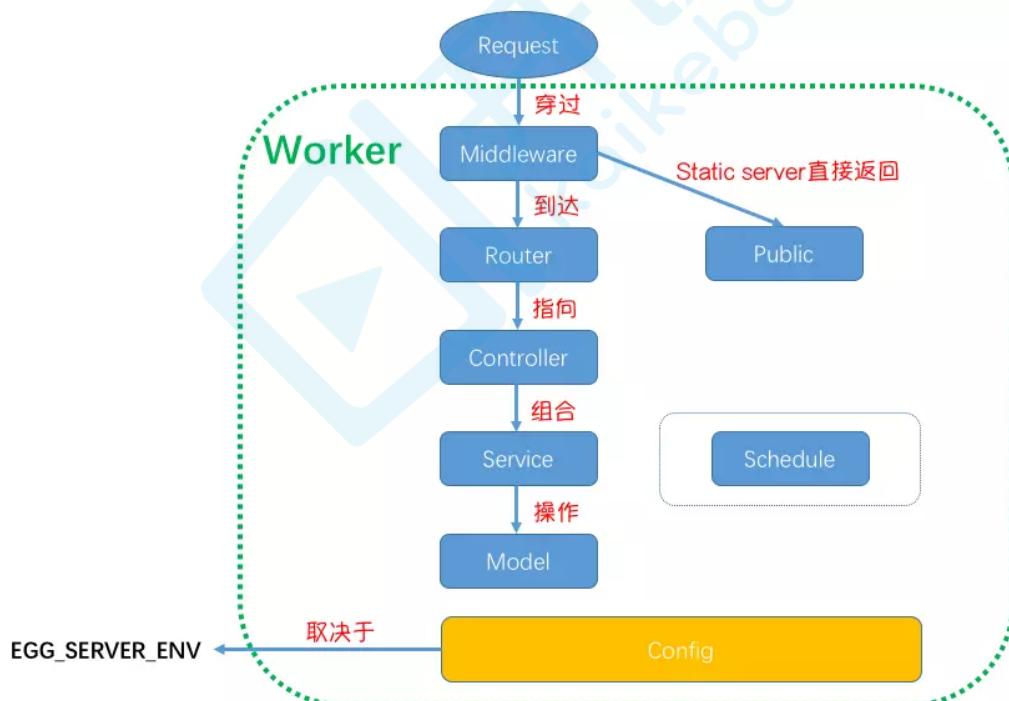 Request
穿过
Worker
Middleware
Static server直接返回
到达
Router
Public
指向
Controller
组合
Service
Schedule
操作
Model
取决于
EGG_SERVER_ENV
Config
kaikeba